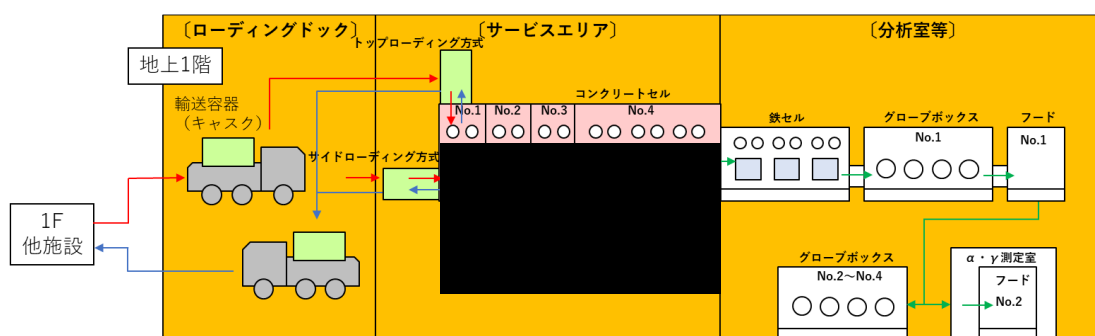 〔ローディングドック〕
〔サービスエリア〕
〔分析室等〕
トップローディング方式
地上1階
コンクリートセル
輸送容器
（キャスク）
No.1
No.2
No.3
No.4
鉄セル
グローブボックス
No.1
フード
No.1
サイドローディング方式
1F
他施設
グローブボックス
No.2～No.4
α・γ測定室
フード
No.2